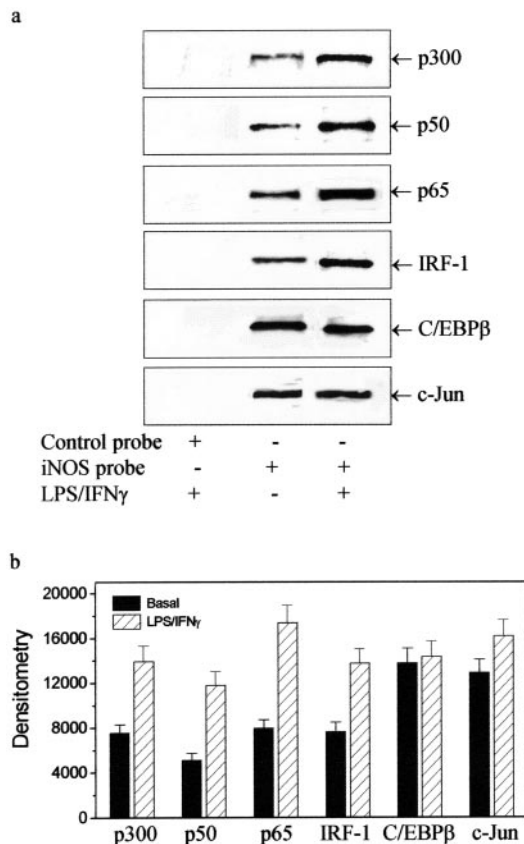 a
← p300
← p50
← p65
← IRF-1
← C/EBPβ
← c-Jun
Control probe + - -
iNOS probe - + +
LPS/IFNγ + - +
b
Densitometry
20000
16000
12000
8000
4000
0
Basal
LPS/IFNγ
p300 p50 p65 IRF-1 C/EBPβ c-Jun